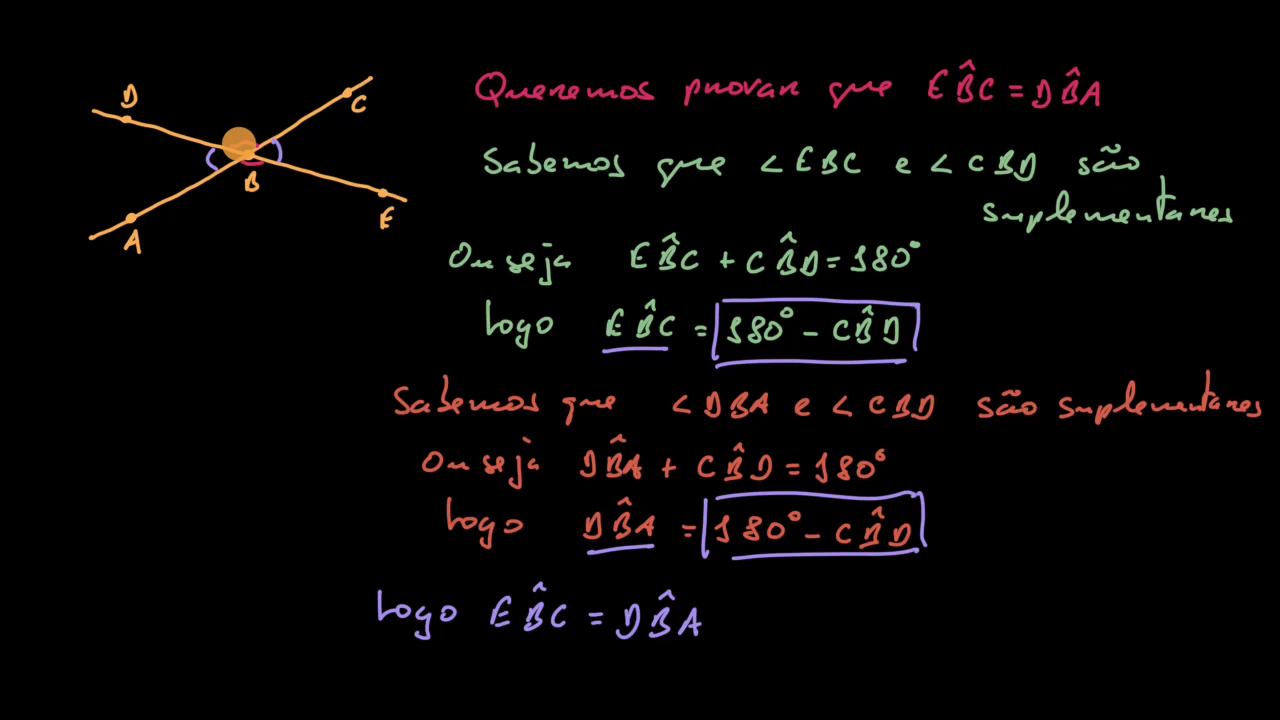 D
C
B
E
A
Queremos provar que EB̂C = DB̂A
Sabemos que ∠EBC e ∠CBD são
suplementares
Ou seja EB̂C + CB̂D = 180°
Logo EB̂C = 180° - CB̂D
Sabemos que ∠DBA e ∠CBD são suplementares
Ou seja DB̂A + CB̂D = 180°
Logo DB̂A = 180° - CB̂D
Logo EB̂C = DB̂A